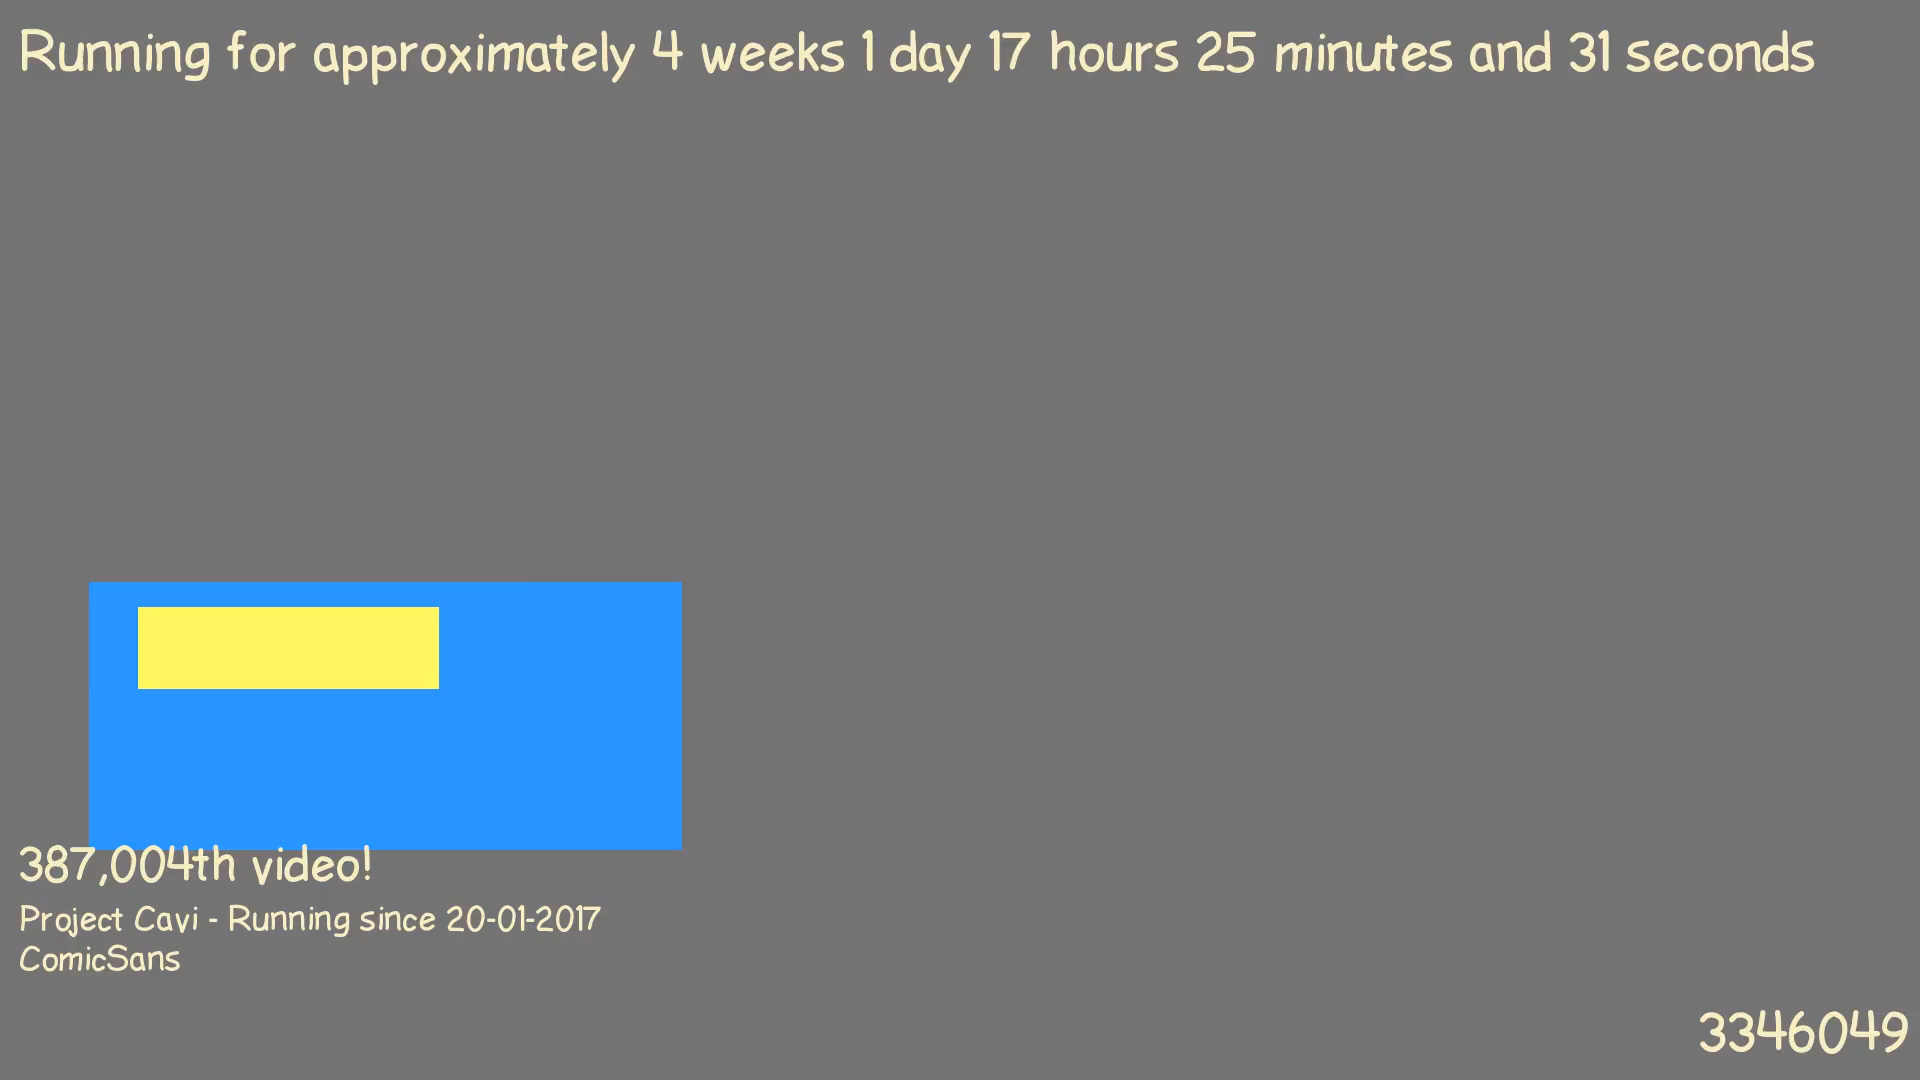 Running for approximately 4 weeks 1 day 17 hours 25 minutes and 31 seconds
387,004th video!
Project Cavi - Running since 20-01-2017
ComicSans
3346049